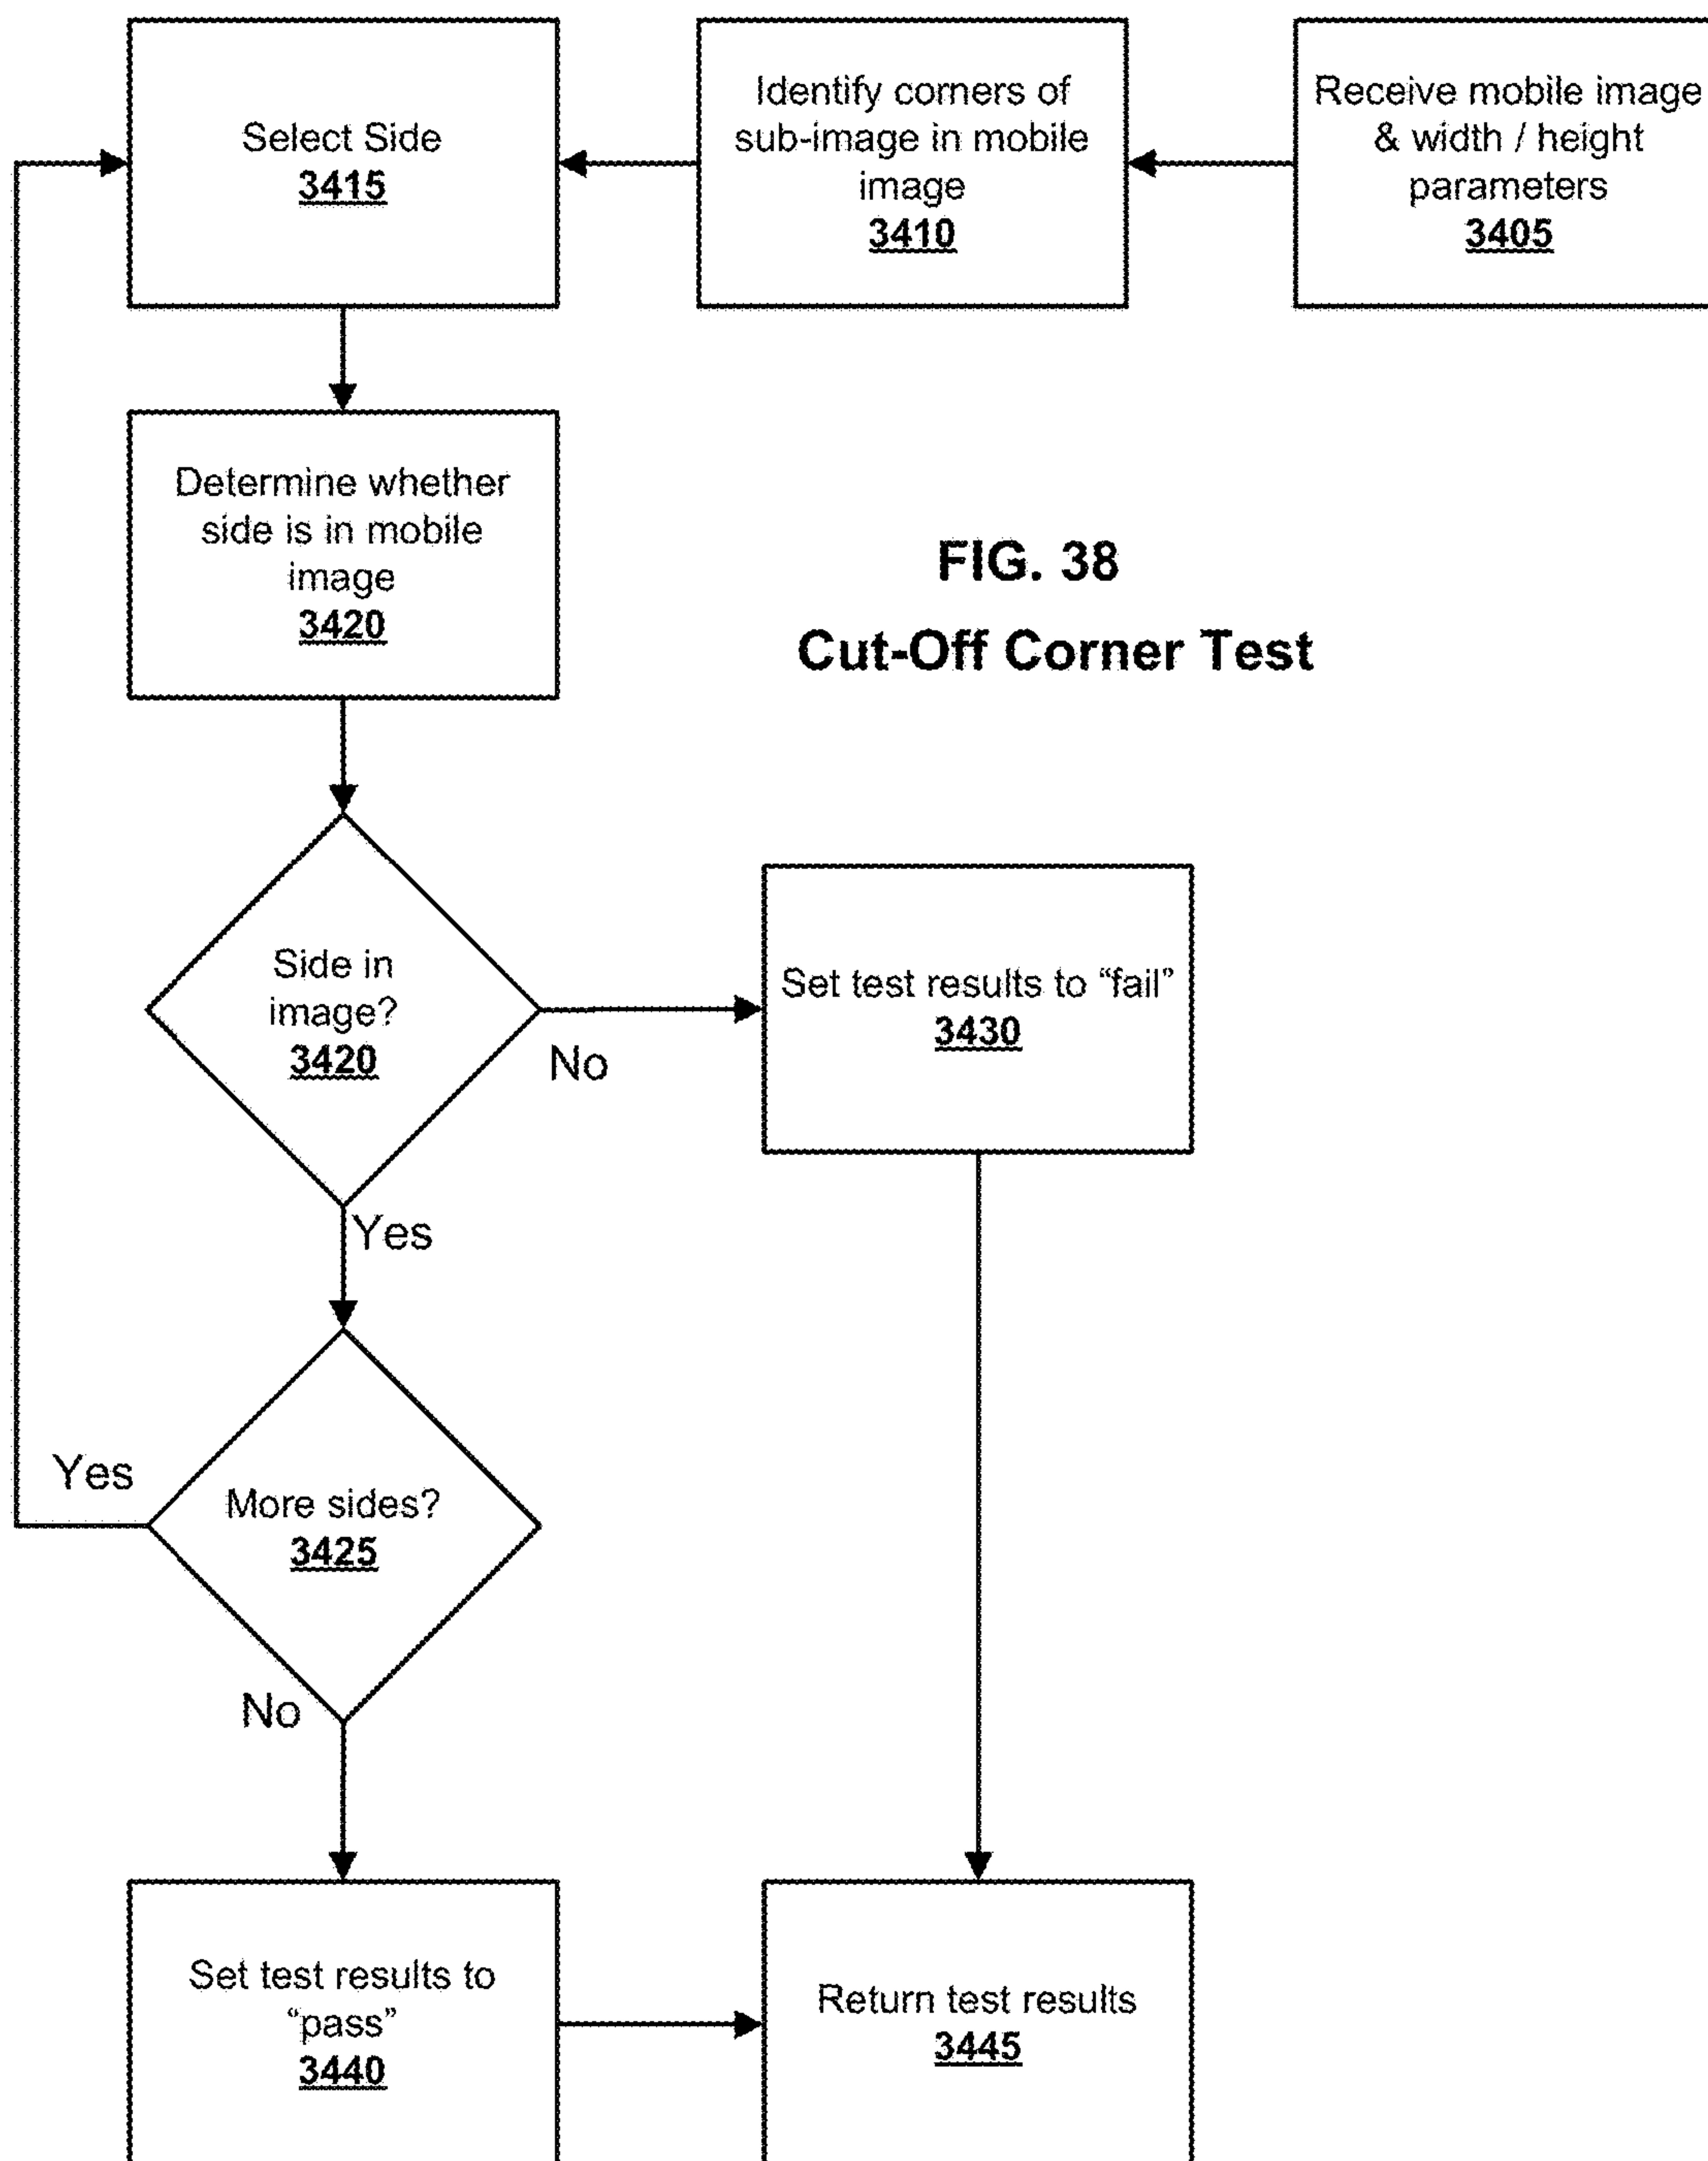 Receive mobile image
& width / height
parameters
3405
Identify corners of
sub-image in mobile
image
3410
Select Side
3415
Determine whether
side is in mobile
image
3420
FIG. 38
Cut-Off Corner Test
Side in
image?
3420
No
Set test results to “fail”
3430
Yes
More sides?
3425
Yes
No
Set test results to
“pass”
3440
Return test results
3445